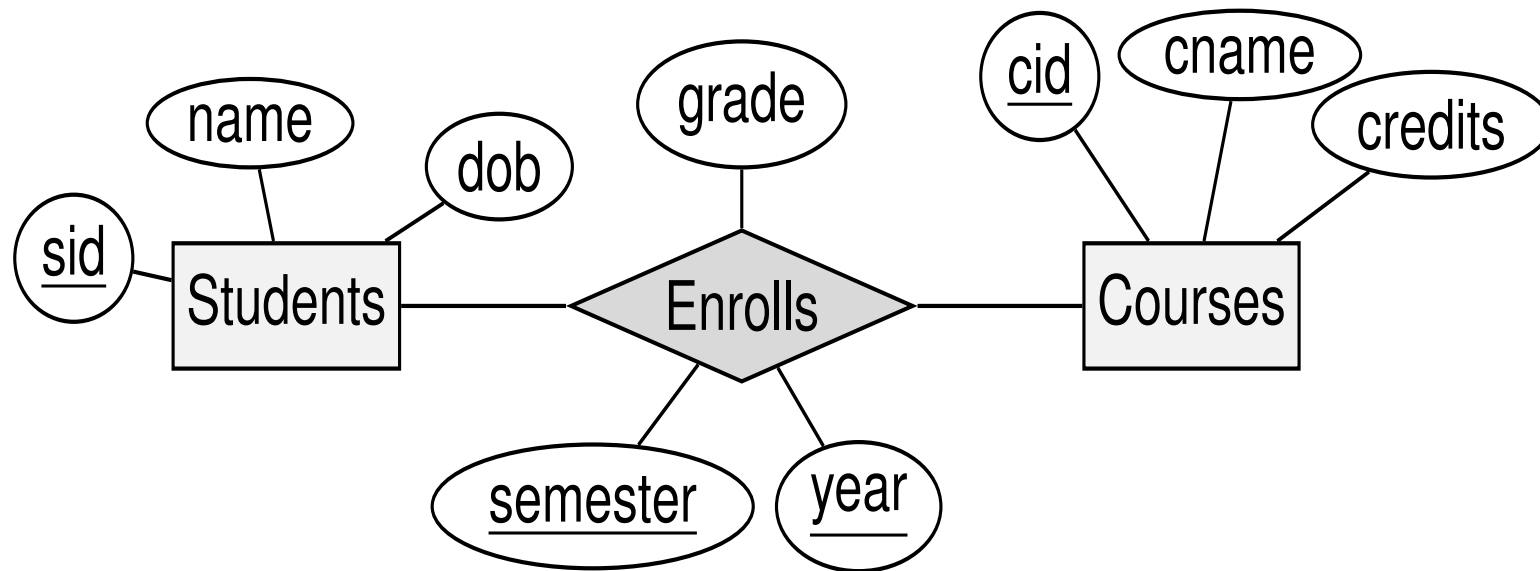 name
dob
sid
Students
grade
Enrolls
semester
year
cid
cname
credits
Courses